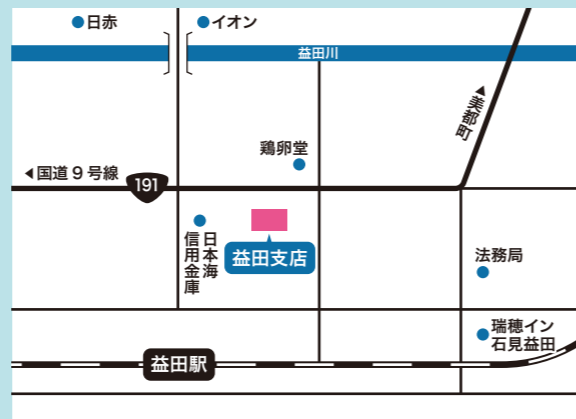 日赤
イオン
益田川
美都町
鶏卵堂
国道9号線
191
日本海
信用金庫
益田支店
法務局
瑞穂イン
石見益田
益田駅